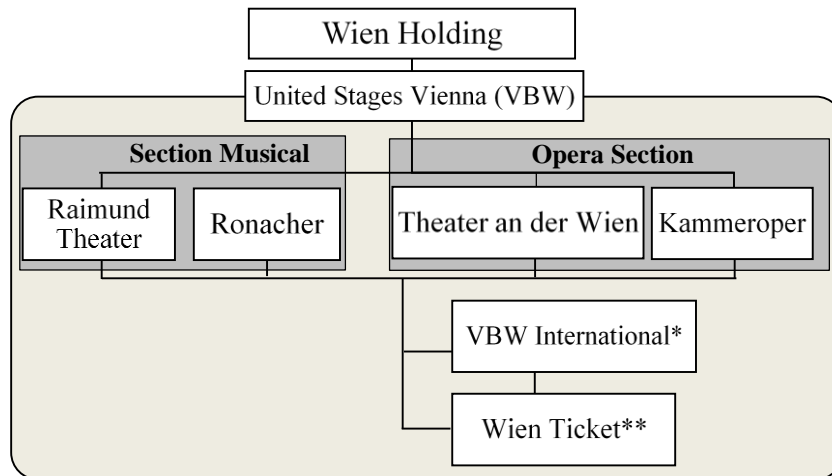 Wien Holding
United Stages Vienna (VBW)
Section Musical
Opera Section
Raimund
Theater
Ronacher
Theater an der Wien
Kammeroper
VBW International*
Wien Ticket**